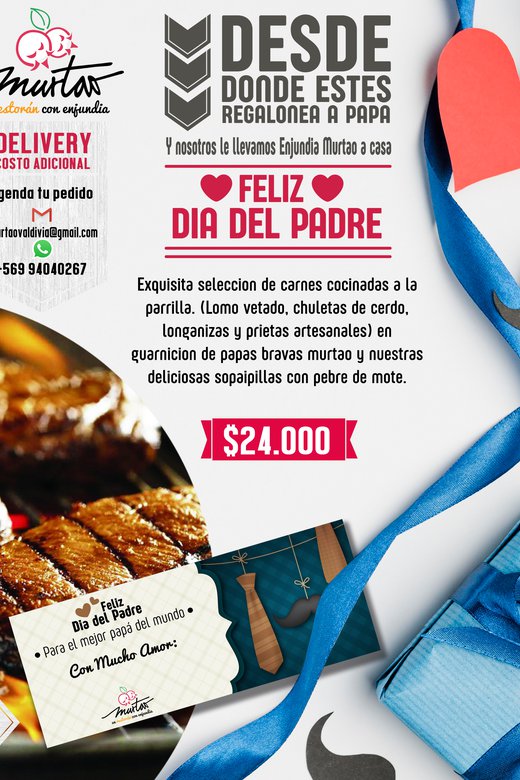 murtao
estorán con enjundia
DELIVERY
COSTO ADICIONAL
genda tu pedido
rtaovaldivia@gmail.com
+569 94040267
DESDE
DONDE ESTES
REGALONEA A PAPA
Y nosotros le llevamos Enjundia Murtao a casa
FELIZ
DIA DEL PADRE
Exquisita seleccion de carnes cocinadas a la
parrilla. (Lomo vetado, chuletas de cerdo,
longanizas y prietas artesanales) en
guarnicion de papas bravas murtao y nuestras
deliciosas sopaipillas con pebre de mote.
$24.000
Feliz
Dia del Padre
• Para el mejor papá del mundo •
Con Mucho Amor:
murtao